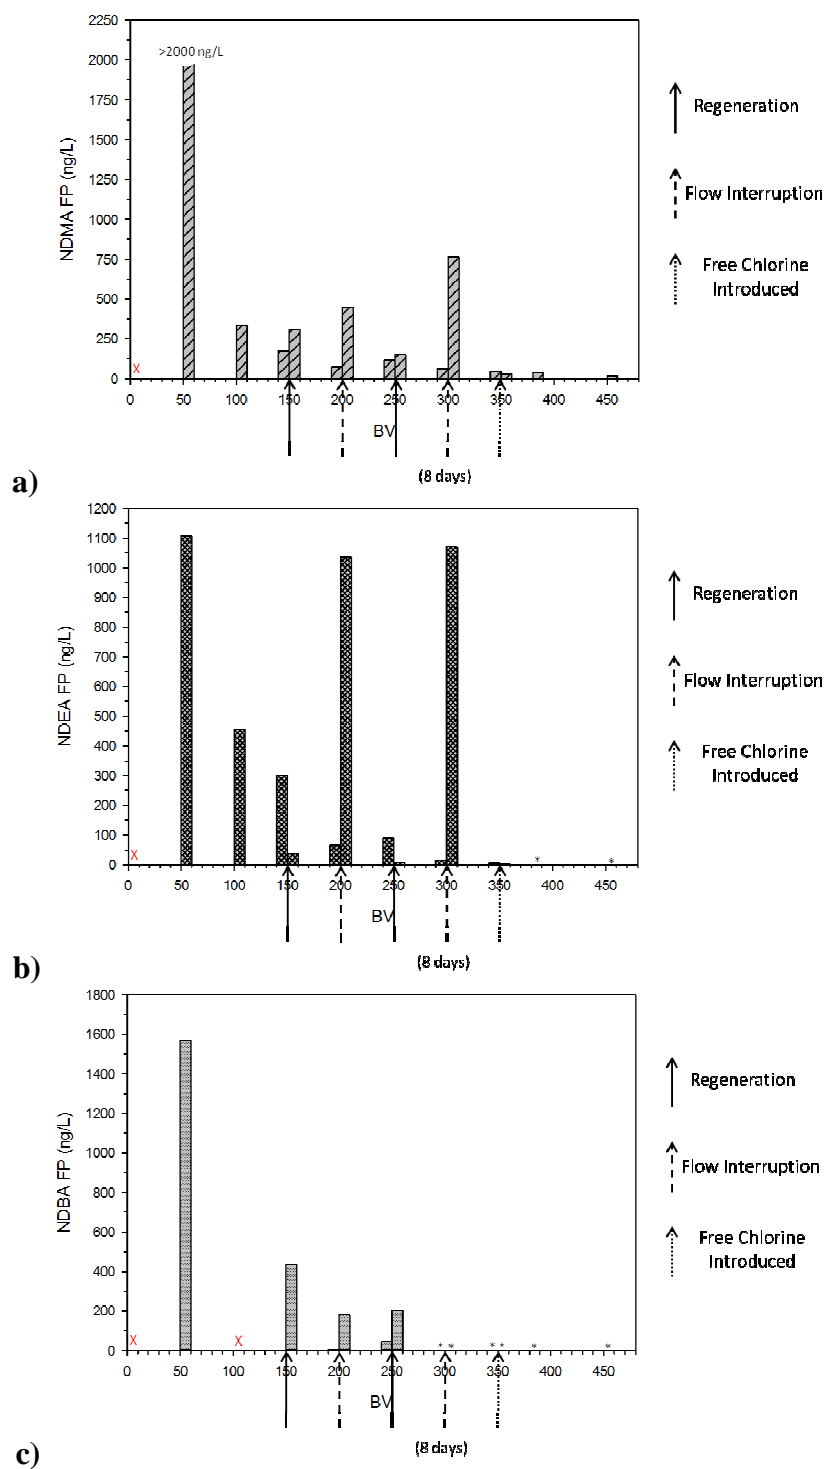 2250
2000
1750
1500
1250
1000
750
500
250
0
NDMA FP (ng/L)
>2000 ng/L
X
0 50 100 150 200 250 300 350 400 450
BV
(8 days)
Regeneration
Flow Interruption
Free Chlorine
Introduced
a)
1200
1100
1000
900
800
700
600
500
400
300
200
100
0
NDEA FP (ng/L)
X
* *
0 50 100 150 200 250 300 350 400 450
BV
(8 days)
Regeneration
Flow Interruption
Free Chlorine
Introduced
b)
1800
1600
1400
1200
1000
800
600
400
200
0
NDBA FP (ng/L)
X X
* * * * * *
0 50 100 150 200 250 300 350 400 450
BV
(8 days)
Regeneration
Flow Interruption
Free Chlorine
Introduced
c)